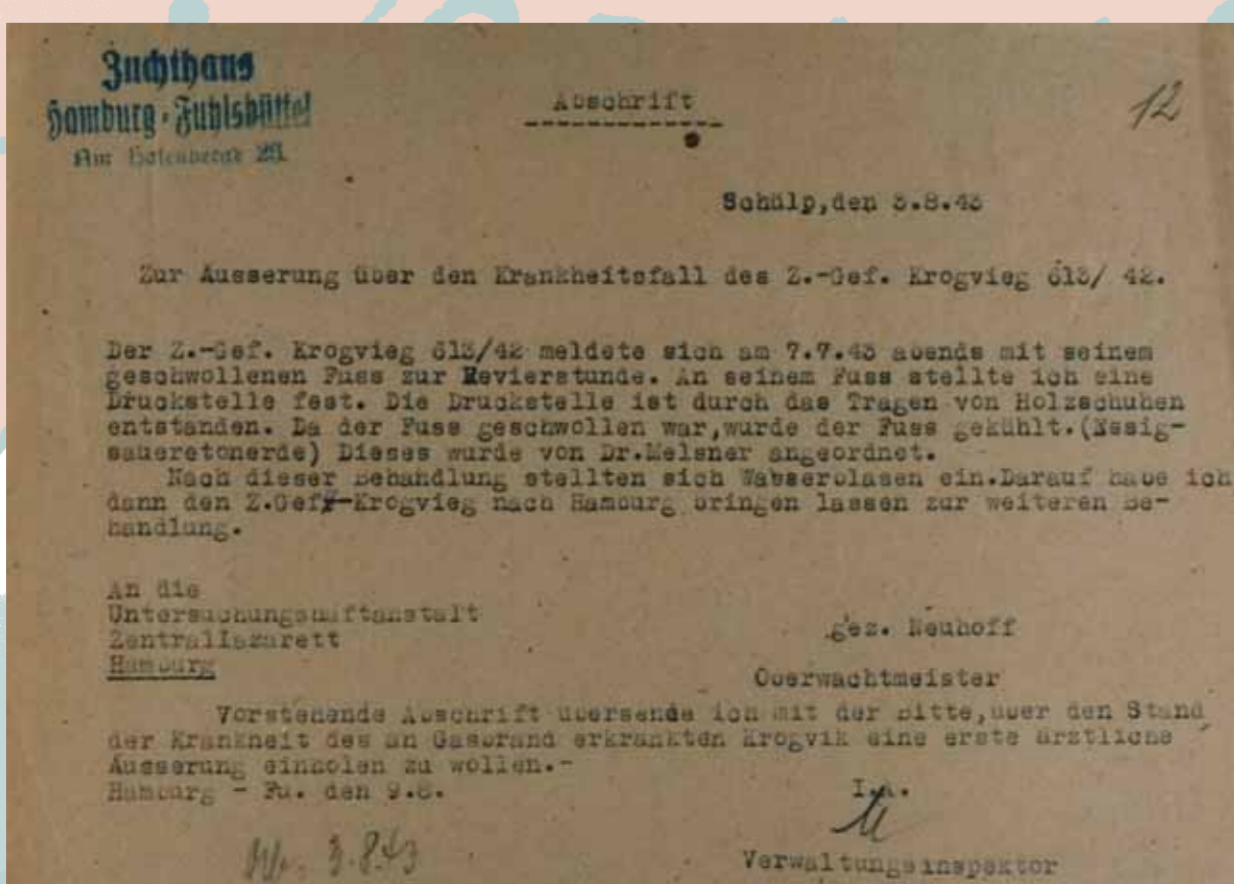 Zuchthaus
Hamburg-Fuhlsbüttel
Am Hasenberge 26.
Abschrift
12
Schülp,den 3.8.43
Zur Äusserung über den Krankheitsfall des Z.-Gef. Krogvieg 613/ 42.
Der Z.-Gef. Krogvieg 613/42 meldete sich am 7.7.43 abends mit seinem
geschwollenen Fuss zur Revierstunde. An seinem Fuss stellte ich eine
Druckstelle fest. Die Druckstelle ist durch das Tragen von Holzschuhen
entstanden. Da der Fuss geschwollen war,wurde der Fuss gekühlt.(Essig-
saueretonerde) Dieses wurde von Dr.Meisner angeordnet.
Nach dieser Behandlung stellten sich Wasserblasen ein.Darauf habe ich
dann den Z.Gef.-Krogvieg nach Hamburg bringen lassen zur weiteren Be-
handlung.
An die
Untersuchungshaftanstalt
Zentrallazarett
Hamburg
gez. Neuhoff
Oberwachtmeister
Vorstehende Abschrift übersende ich mit der Bitte,über den Stand
der Krankheit des an Gasbrand erkrankten Krogvik eine erste ärztliche
Äusserung einholen zu wollen.-
Hamburg - Fu. den 9.8.
I.A.
Verwaltungsinspektor